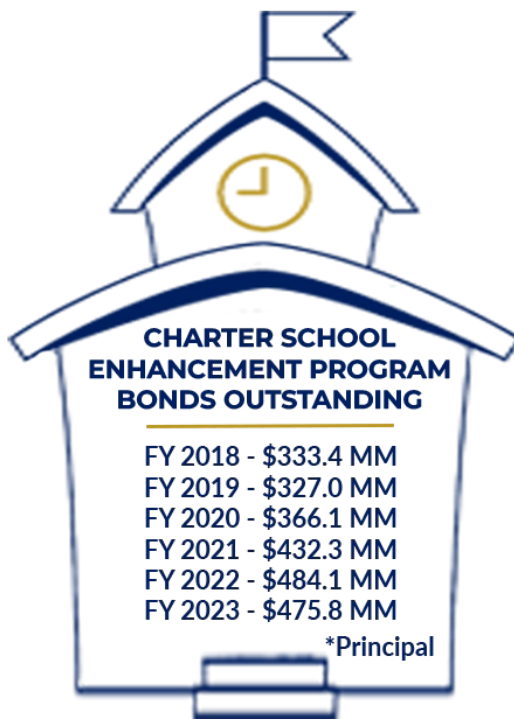 CHARTER SCHOOL
ENHANCEMENT PROGRAM
BONDS OUTSTANDING
FY 2018 - $333.4 MM
FY 2019 - $327.0 MM
FY 2020 - $366.1 MM
FY 2021 - $432.3 MM
FY 2022 - $484.1 MM
FY 2023 - $475.8 MM
*Principal